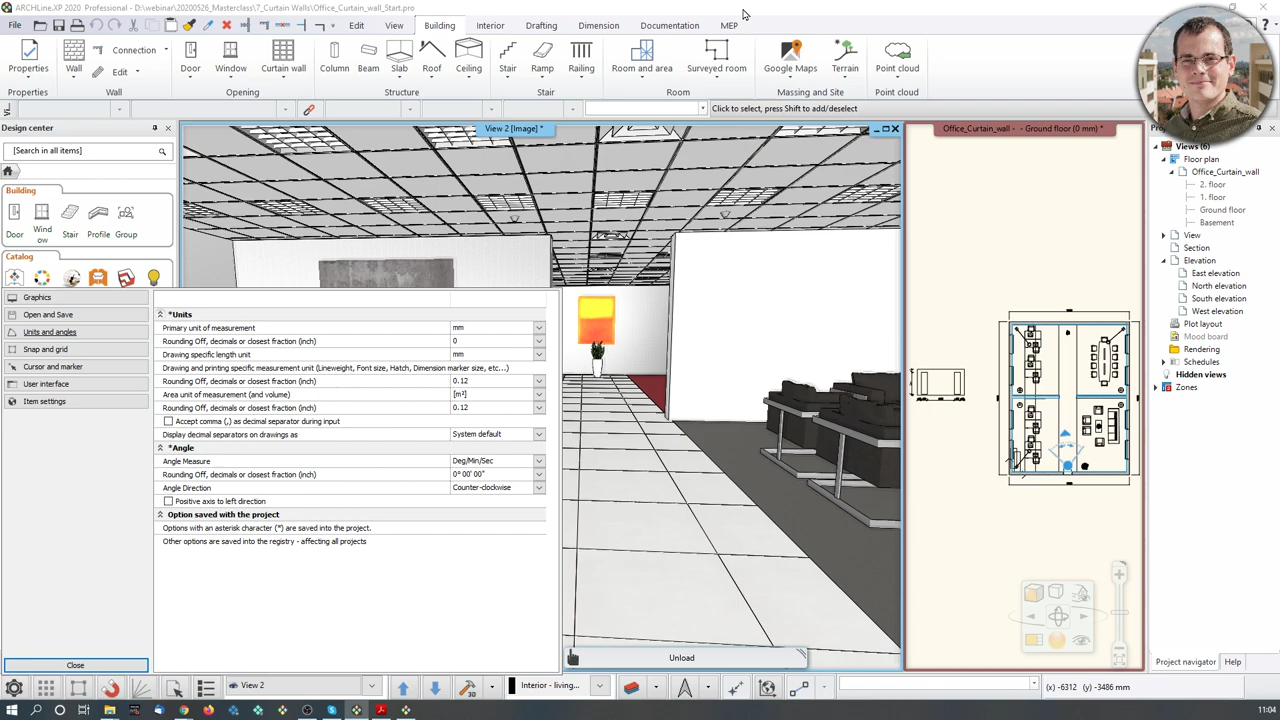 ARCHLine.XP 2020 Professional - D:\webinar\20200526_Masterclass\7_Curtain Walls\Office_Curtain_wall_Start.pro
File Edit View Building Interior Drafting Dimension Documentation MEP
Properties Wall Connection Edit Door Window Curtain wall Column Beam Slab Roof Ceiling Stair Ramp Railing Room and area Surveyed room Google Maps Terrain Point cloud
Properties Wall Opening Structure Stair Room Massing and Site Point cloud
Click to select, press Shift to add/deselect
Design center
[Search in all items]
Building
Door Wind ow Stair Profile Group
Catalog
View 2 [Image] *
Office_Curtain_wall - - Ground floor (0 mm) *
Views (6)
Floor plan
Office_Curtain_wall
2. floor
1. floor
Ground floor
Basement
View
Section
Elevation
East elevation
North elevation
South elevation
West elevation
Plot layout
Mood board
Rendering
Schedules
Hidden views
Zones
Project navigator Help
Graphics
Open and Save
Units and angles
Snap and grid
Cursor and marker
User interface
Item settings
Close
*Units
Primary unit of measurement mm
Rounding Off, decimals or closest fraction (inch) 0
Drawing specific length unit mm
Drawing and printing specific measurement unit (Lineweight, Font size, Hatch, Dimension marker size, etc...)
Rounding Off, decimals or closest fraction (inch) 0.12
Area unit of measurement (and volume) [m²]
Rounding Off, decimals or closest fraction (inch) 0.12
Accept comma (,) as decimal separator during input
Display decimal separators on drawings as System default
*Angle
Angle Measure Deg/Min/Sec
Rounding Off, decimals or closest fraction (inch) 0° 00' 00"
Angle Direction Counter-clockwise
Positive axis to left direction
Option saved with the project
Options with an asterisk character (*) are saved into the project.
Other options are saved into the registry - affecting all projects
Unload
View 2
Interior - living...
(x) -6312 (y) -3486 mm
11:04